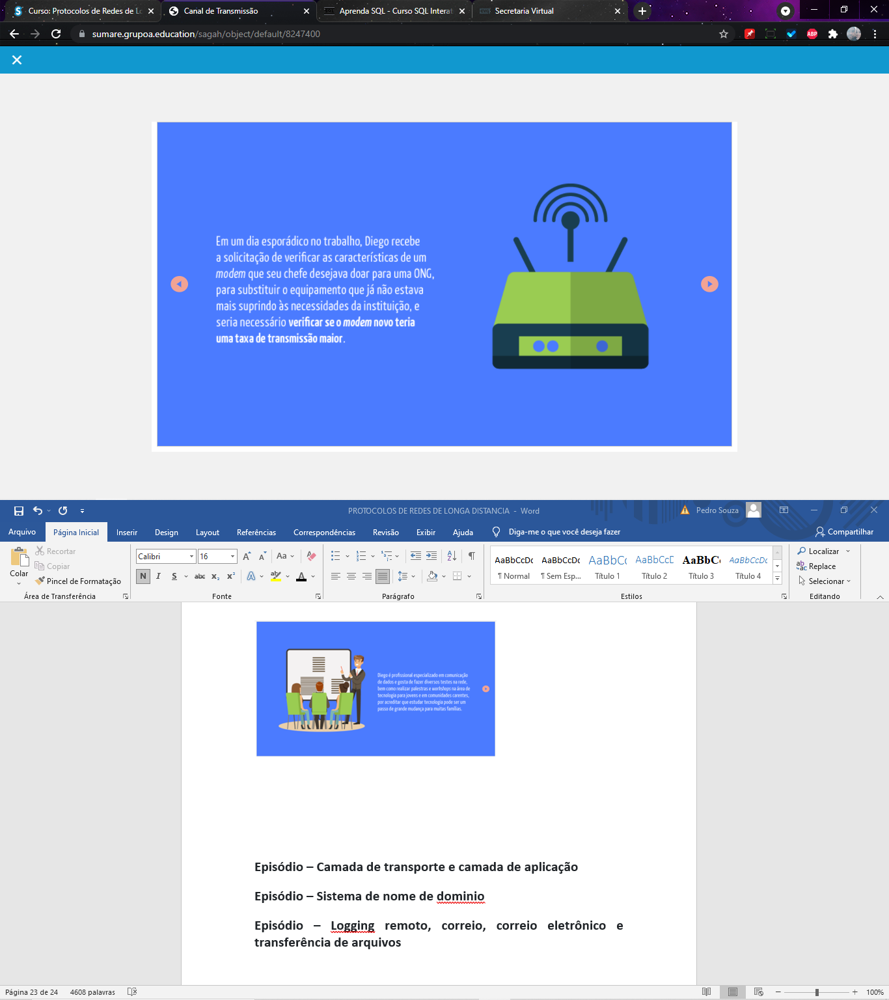 Curso: Protocolos de Redes de Lo
Canal de Transmissão
Aprenda SQL - Curso SQL Interat
Secretaria Virtual
sumare.grupoa.education/sagah/object/default/8247400
ABP
Em um dia esporádico no trabalho, Diego recebe
a solicitação de verificar as características de um
modem que seu chefe desejava doar para uma ONG,
para substituir o equipamento que já não estava
mais suprindo às necessidades da instituição, e
seria necessário verificar se o modem novo teria
uma taxa de transmissão maior.
PROTOCOLOS DE REDES DE LONGA DISTANCIA - Word
Pedro Souza
Arquivo Página Inicial Inserir Design Layout Referências Correspondências Revisão Exibir Ajuda Diga-me o que você deseja fazer Compartilhar
Colar
Recortar
Copiar
Pincel de Formatação
Área de Transferência
Calibri 16
N I S abc x₂ x²
Fonte
Parágrafo
AaBbCcDc AaBbCcDc AaBbC AaBbCcD AaBbC AaBbCcDc
¶ Normal ¶ Sem Esp... Título 1 Título 2 Título 3 Título 4
Estilos
Localizar
Replace
Selecionar
Editando
Diego é profissional especializado em comunicação
de dados e gosta de fazer diversos testes na rede,
bem como realizar palestras e workshops na área de
tecnologia para jovens e em comunidades carentes,
por acreditar que estudar tecnologia pode ser um
passo de grande mudança para muitas famílias.
Episódio – Camada de transporte e camada de aplicação
Episódio – Sistema de nome de dominio
Episódio – Logging remoto, correio, correio eletrônico e
transferência de arquivos
Página 23 de 24 4608 palavras
100%